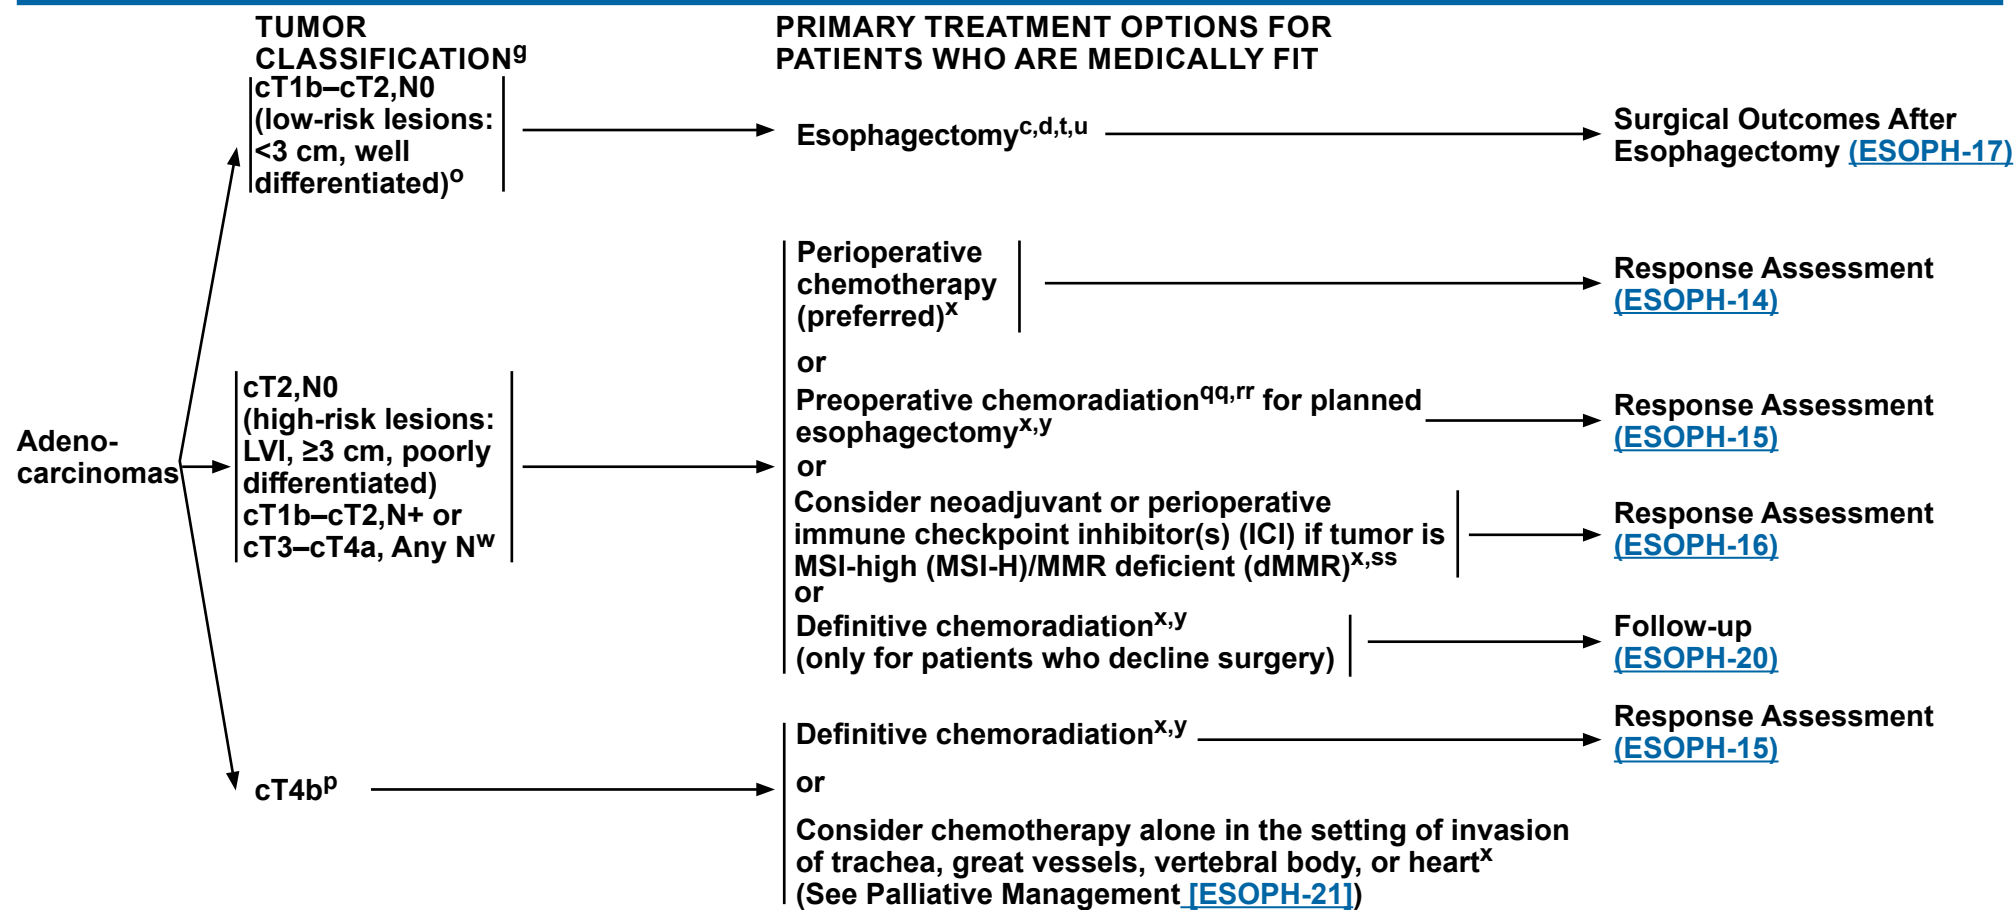 TUMOR
CLASSIFICATIONg
PRIMARY TREATMENT OPTIONS FOR
PATIENTS WHO ARE MEDICALLY FIT
Adeno-
carcinomas
cT1b–cT2,N0
(low-risk lesions:
<3 cm, well
differentiated)o
Esophagectomyc,d,t,u
Surgical Outcomes After
Esophagectomy (ESOPH-17)
cT2,N0
(high-risk lesions:
LVI, ≥3 cm, poorly
differentiated)
cT1b–cT2,N+ or
cT3–cT4a, Any Nw
Perioperative
chemotherapy
(preferred)x
Response Assessment
(ESOPH-14)
or
Preoperative chemoradiationqq,rr for planned
esophagectomyx,y
Response Assessment
(ESOPH-15)
or
Consider neoadjuvant or perioperative
immune checkpoint inhibitor(s) (ICI) if tumor is
MSI-high (MSI-H)/MMR deficient (dMMR)x,ss
Response Assessment
(ESOPH-16)
or
Definitive chemoradiationx,y
(only for patients who decline surgery)
Follow-up
(ESOPH-20)
cT4bp
Definitive chemoradiationx,y
Response Assessment
(ESOPH-15)
or
Consider chemotherapy alone in the setting of invasion
of trachea, great vessels, vertebral body, or heartx
(See Palliative Management [ESOPH-21])